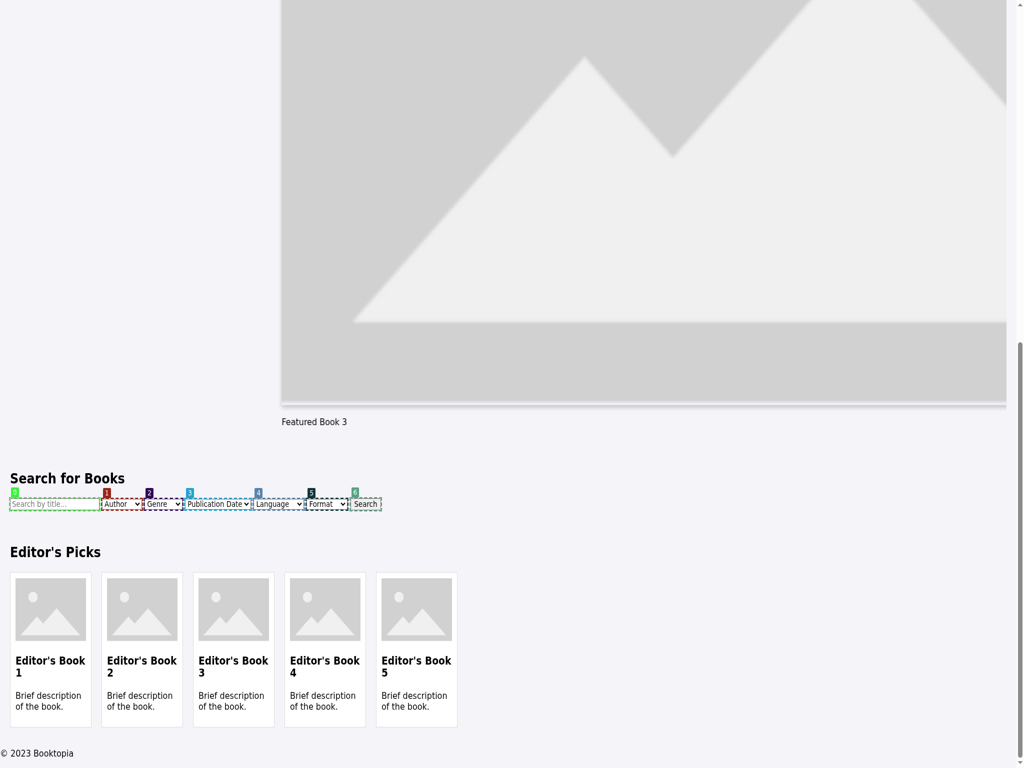 Featured Book 3
Search for Books
0 1 2 3 4 5 6
Search by title... Author Genre Publication Date Language Format Search
Editor's Picks
Editor's Book 1
Brief description of the book.
Editor's Book 2
Brief description of the book.
Editor's Book 3
Brief description of the book.
Editor's Book 4
Brief description of the book.
Editor's Book 5
Brief description of the book.
© 2023 Booktopia